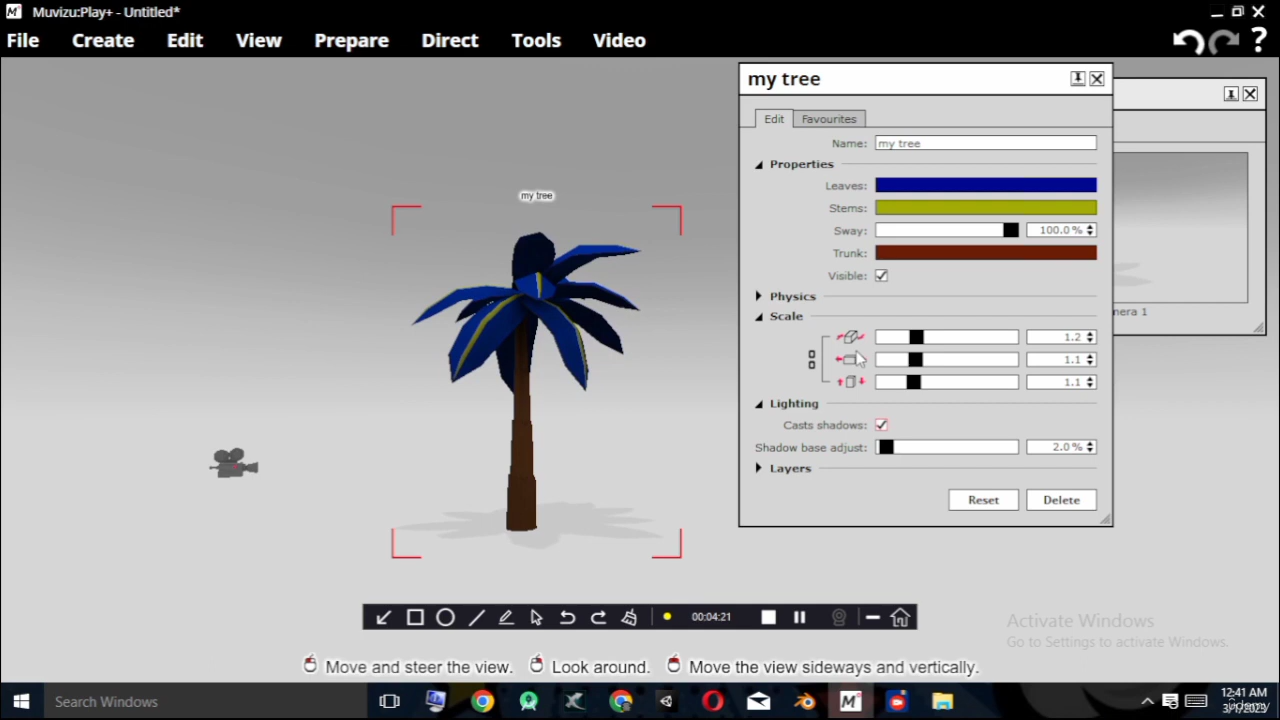 Muvizu:Play+ - Untitled*
File Create Edit View Prepare Direct Tools Video ?
my tree
my tree
Edit Favourites
Name: my tree
Properties
Leaves:
Stems:
Sway: 100.0 %
Trunk:
Visible:
Physics
Scale
1.2
1.1
1.1
Lighting
Casts shadows:
Shadow base adjust: 2.0 %
Layers
Reset Delete
mera 1
00:04:21
Activate Windows
Go to Settings to activate Windows.
Move and steer the view. Look around. Move the view sideways and vertically.
Search Windows
12:41 AM